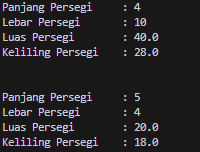 Panjang Persegi : 4
Lebar Persegi : 10
Luas Persegi : 40.0
Keliling Persegi : 28.0
Panjang Persegi : 5
Lebar Persegi : 4
Luas Persegi : 20.0
Keliling Persegi : 18.0